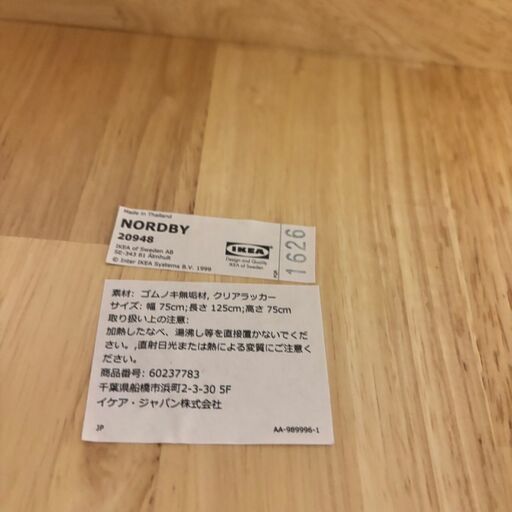 Made in Thailand
NORDBY
20948
IKEA of Sweden AB
SE-343 81 Älmhult
© Inter IKEA Systems B.V. 1999
IKEA
Design and Quality
IKEA of Sweden
1626
素材: ゴムノキ無垢材, クリアラッカー
サイズ: 幅 75cm;長さ 125cm;高さ 75cm
取り扱い上の注意:
加熱したなべ、湯沸し等を直接置かないでくだ
さい。,直射日光または熱による変質にご注意く
ださい。
商品番号: 60237783
千葉県船橋市浜町2-3-30 5F
イケア・ジャパン株式会社
JP
AA-989996-1